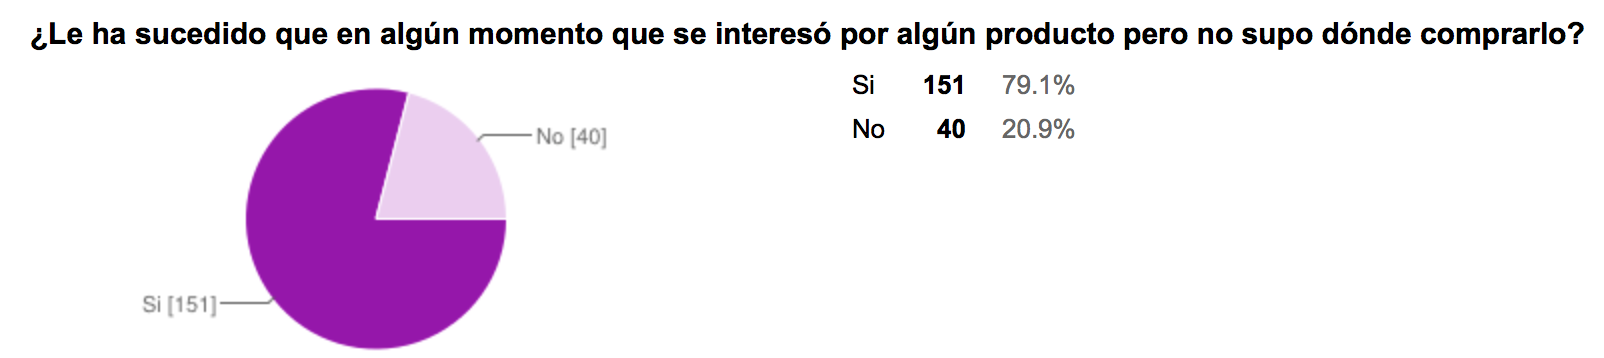 ¿Le ha sucedido que en algún momento que se interesó por algún producto pero no supo dónde comprarlo?
Si 151 79.1%
No 40 20.9%
No [40]
Si [151]